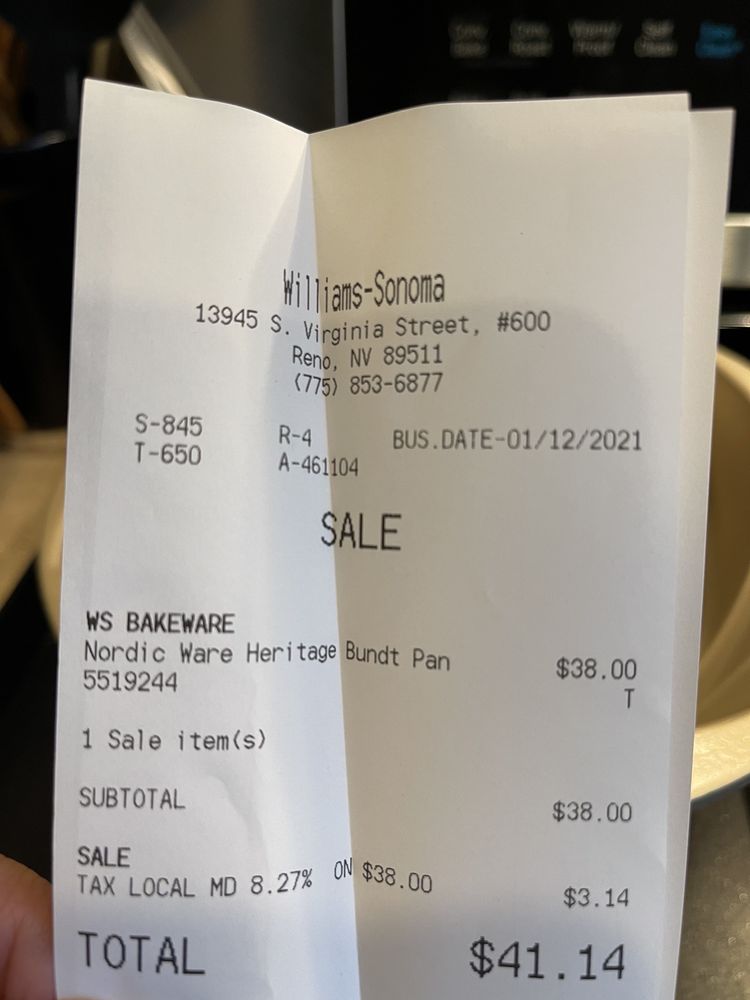 Williams-Sonoma
13945 S. Virginia Street, #600
Reno, NV 89511
(775) 853-6877
S-845 R-4 BUS.DATE-01/12/2021
T-650 A-461104
SALE
WS BAKEWARE
Nordic Ware Heritage Bundt Pan $38.00
5519244 T
1 Sale item(s)
SUBTOTAL $38.00
SALE
TAX LOCAL MD 8.27% ON $38.00 $3.14
TOTAL $41.14